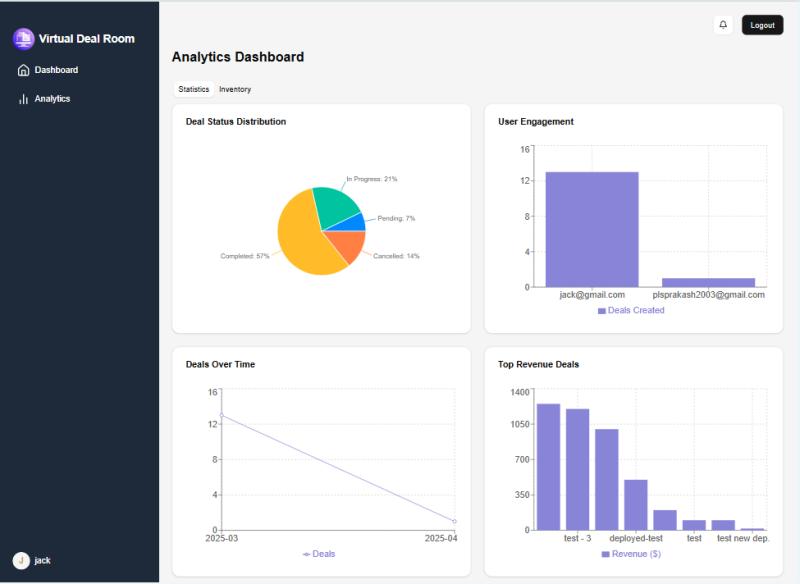 Virtual Deal Room
Dashboard
Analytics
J
jack
Logout
Analytics Dashboard
Statistics Inventory
Deal Status Distribution
In Progress: 21%
Pending: 7%
Completed: 57%
Cancelled: 14%
User Engagement
16
12
8
4
0
jack@gmail.com plsprakash2003@gmail.com
Deals Created
Deals Over Time
16
12
8
4
0
2025-03 2025-04
Deals
Top Revenue Deals
1400
1050
700
350
0
test - 3 deployed-test test test new dep.
Revenue ($)